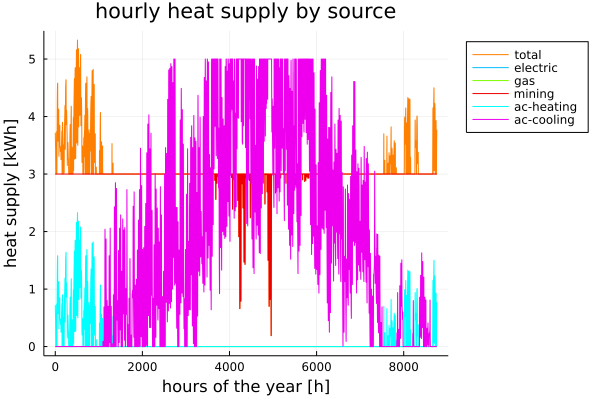 hourly heat supply by source
heat supply [kWh]
5
4
3
2
1
0
0
2000
4000
6000
8000
hours of the year [h]
total
electric
gas
mining
ac-heating
ac-cooling